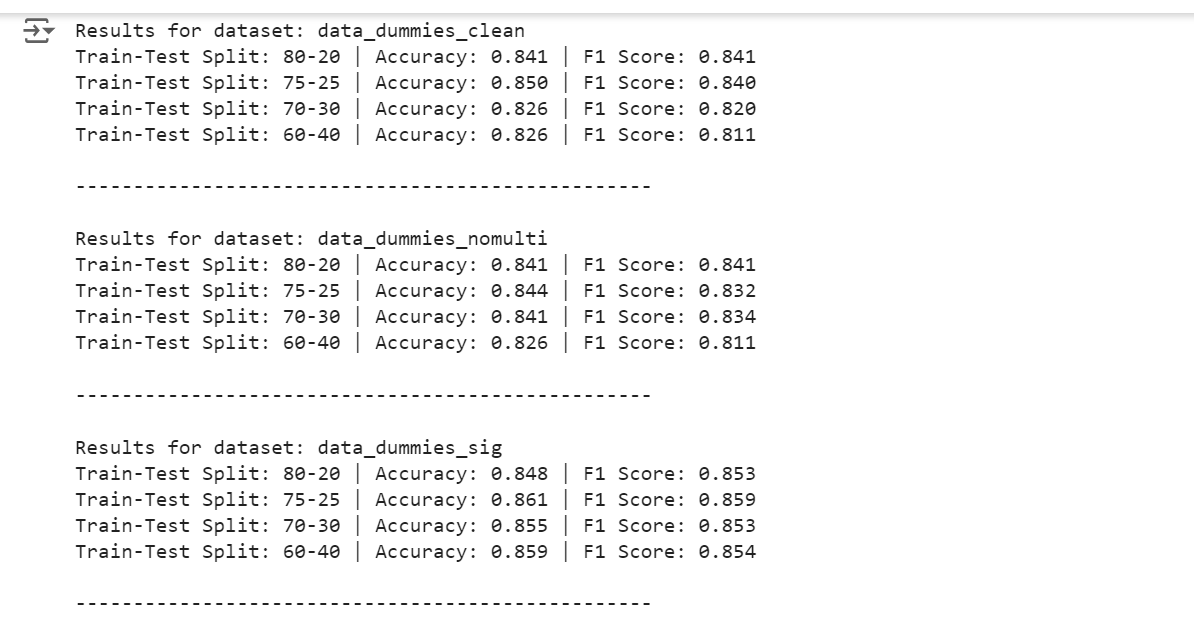 Results for dataset: data_dummies_clean
Train-Test Split: 80-20 | Accuracy: 0.841 | F1 Score: 0.841
Train-Test Split: 75-25 | Accuracy: 0.850 | F1 Score: 0.840
Train-Test Split: 70-30 | Accuracy: 0.826 | F1 Score: 0.820
Train-Test Split: 60-40 | Accuracy: 0.826 | F1 Score: 0.811
--------------------------------------------------
Results for dataset: data_dummies_nomulti
Train-Test Split: 80-20 | Accuracy: 0.841 | F1 Score: 0.841
Train-Test Split: 75-25 | Accuracy: 0.844 | F1 Score: 0.832
Train-Test Split: 70-30 | Accuracy: 0.841 | F1 Score: 0.834
Train-Test Split: 60-40 | Accuracy: 0.826 | F1 Score: 0.811
--------------------------------------------------
Results for dataset: data_dummies_sig
Train-Test Split: 80-20 | Accuracy: 0.848 | F1 Score: 0.853
Train-Test Split: 75-25 | Accuracy: 0.861 | F1 Score: 0.859
Train-Test Split: 70-30 | Accuracy: 0.855 | F1 Score: 0.853
Train-Test Split: 60-40 | Accuracy: 0.859 | F1 Score: 0.854
--------------------------------------------------